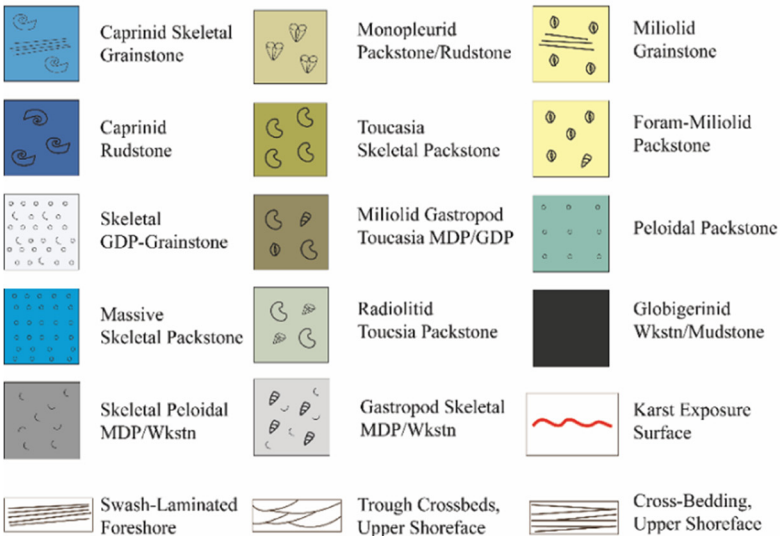 Caprinid Skeletal
Grainstone
Monopleurid
Packstone/Rudstone
Miliolid
Grainstone
Caprinid
Rudstone
Toucasia
Skeletal Packstone
Foram-Miliolid
Packstone
Skeletal
GDP-Grainstone
Miliolid Gastropod
Toucasia MDP/GDP
Peloidal Packstone
Massive
Skeletal Packstone
Radiolitid
Toucsia Packstone
Globigerinid
Wkstn/Mudstone
Skeletal Peloidal
MDP/Wkstn
Gastropod Skeletal
MDP/Wkstn
Karst Exposure
Surface
Swash-Laminated
Foreshore
Trough Crossbeds,
Upper Shoreface
Cross-Bedding,
Upper Shoreface